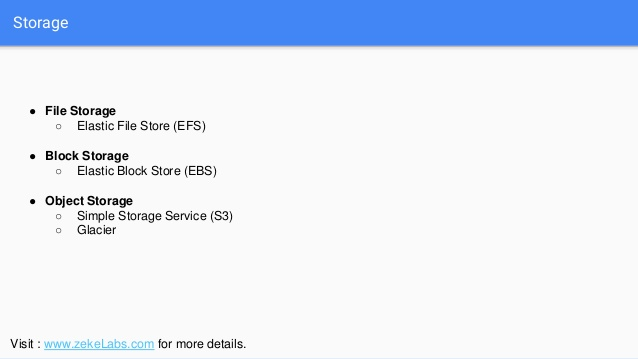 Storage
● File Storage
○ Elastic File Store (EFS)
● Block Storage
○ Elastic Block Store (EBS)
● Object Storage
○ Simple Storage Service (S3)
○ Glacier
Visit : www.zekeLabs.com for more details.